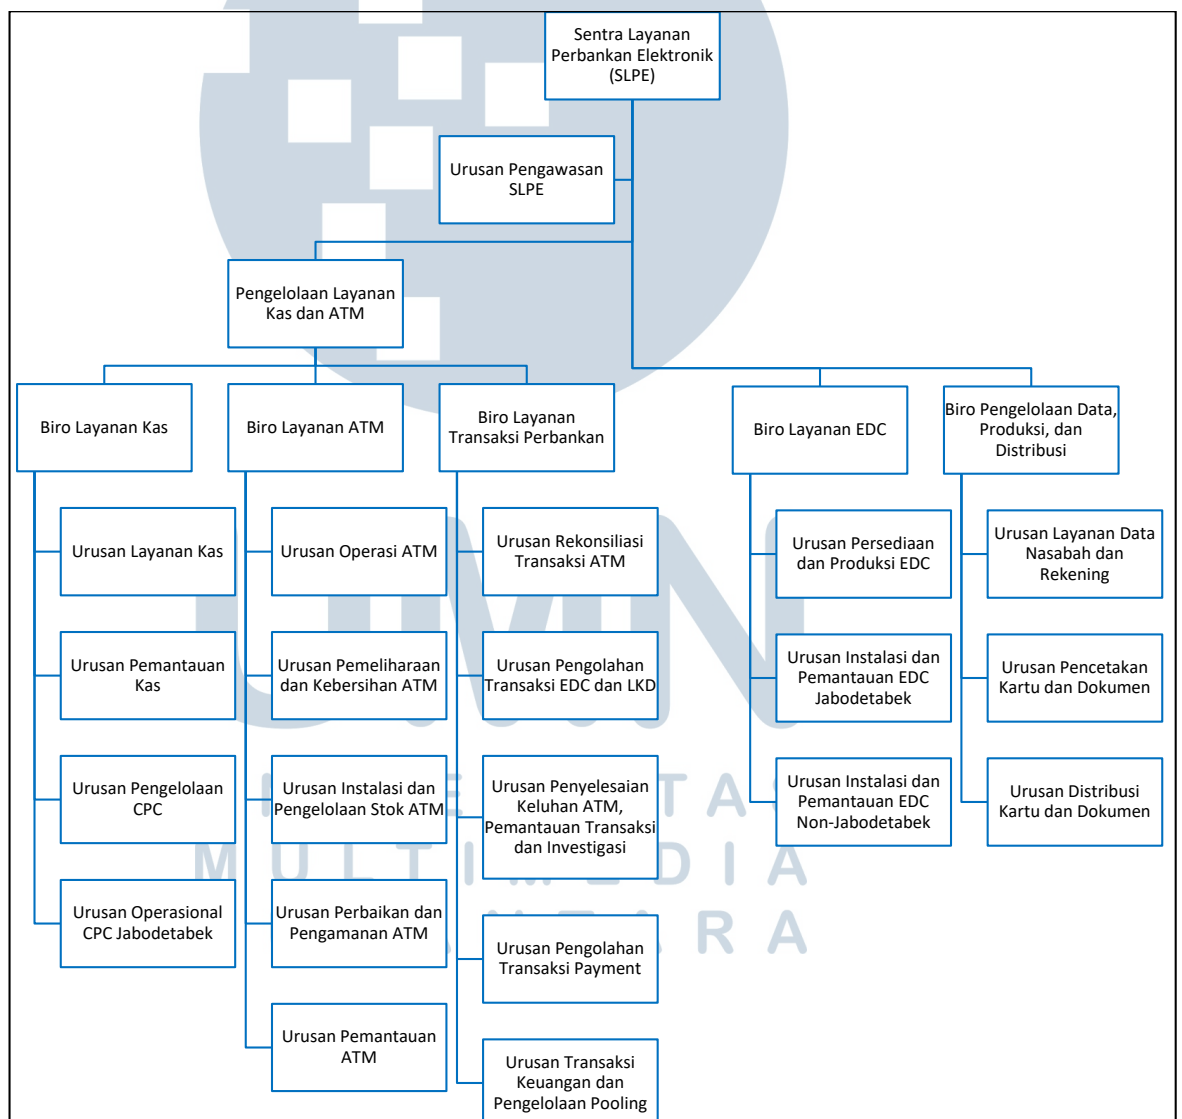 Sentra Layanan
Perbankan Elektronik
(SLPE)
Urusan Pengawasan
SLPE
Pengelolaan Layanan
Kas dan ATM
Biro Layanan Kas
Biro Layanan ATM
Biro Layanan
Transaksi Perbankan
Biro Layanan EDC
Biro Pengelolaan Data,
Produksi, dan
Distribusi
Urusan Layanan Kas
Urusan Pemantauan
Kas
Urusan Pengelolaan
CPC
Urusan Operasional
CPC Jabodetabek
Urusan Operasi ATM
Urusan Pemeliharaan
dan Kebersihan ATM
Urusan Instalasi dan
Pengelolaan Stok ATM
Urusan Perbaikan dan
Pengamanan ATM
Urusan Pemantauan
ATM
Urusan Rekonsiliasi
Transaksi ATM
Urusan Pengolahan
Transaksi EDC dan LKD
Urusan Penyelesaian
Keluhan ATM,
Pemantauan Transaksi
dan Investigasi
Urusan Pengolahan
Transaksi Payment
Urusan Transaksi
Keuangan dan
Pengelolaan Pooling
Urusan Persediaan
dan Produksi EDC
Urusan Instalasi dan
Pemantauan EDC
Jabodetabek
Urusan Instalasi dan
Pemantauan EDC
Non-Jabodetabek
Urusan Layanan Data
Nasabah dan
Rekening
Urusan Pencetakan
Kartu dan Dokumen
Urusan Distribusi
Kartu dan Dokumen
UMN
MULTIMEDIA